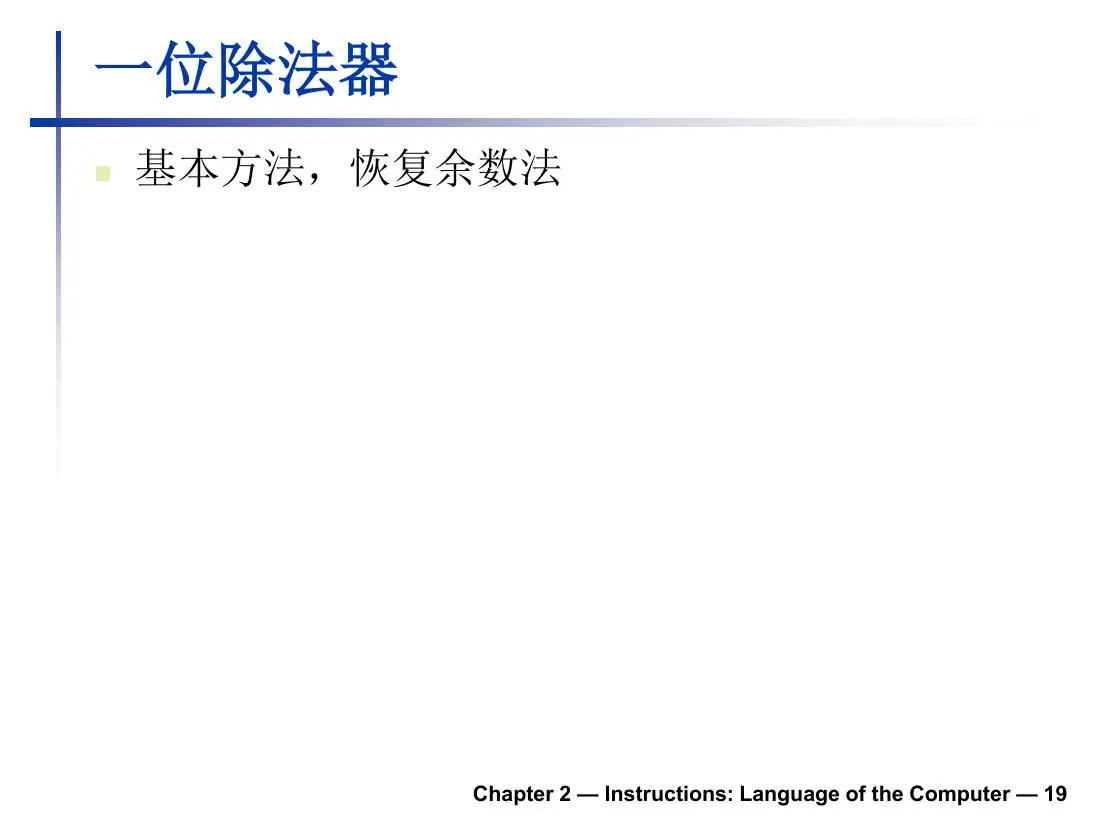 一位除法器
基本方法，恢复余数法
Chapter 2 — Instructions: Language of the Computer — 19